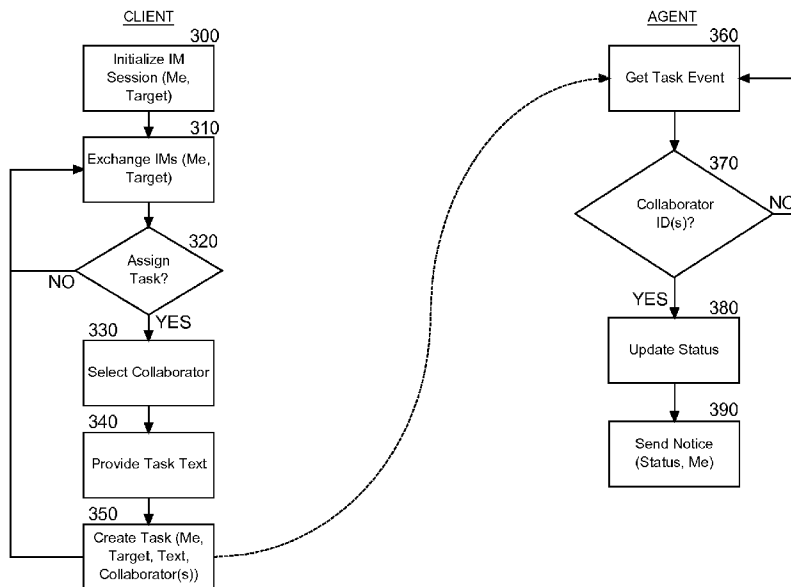 CLIENT
300
Initialize IM
Session (Me,
Target)
310
Exchange IMs (Me,
Target)
320
Assign
Task?
NO
YES
330
Select Collaborator
340
Provide Task Text
350
Create Task (Me,
Target, Text,
Collaborator(s))
AGENT
360
Get Task Event
370
Collaborator
ID(s)?
NO
YES
380
Update Status
390
Send Notice
(Status, Me)